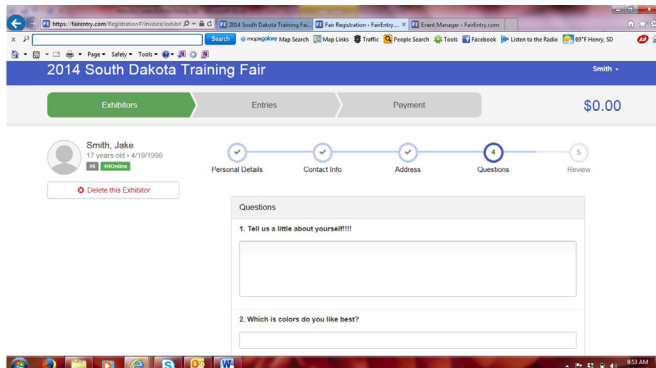 https://fairentry.com/Registration#/invoice/exhibit
2014 South Dakota Training Fai...
Fair Registration - FairEntry....
Event Manager - FairEntry.com
Search
mapsgalaxy
Map Search
Map Links
Traffic
People Search
Tools
Facebook
Listen to the Radio
69°F Henry, SD
Page
Safety
Tools
2014 South Dakota Training Fair
Smith
Exhibitors
Entries
Payment
$0.00
Smith, Jake
17 years old • 4/19/1998
#6
4HOnline
Delete this Exhibitor
4
5
Personal Details
Contact Info
Address
Questions
Review
Questions
1. Tell us a little about yourself!!!!
2. Which is colors do you like best?
9:53 AM